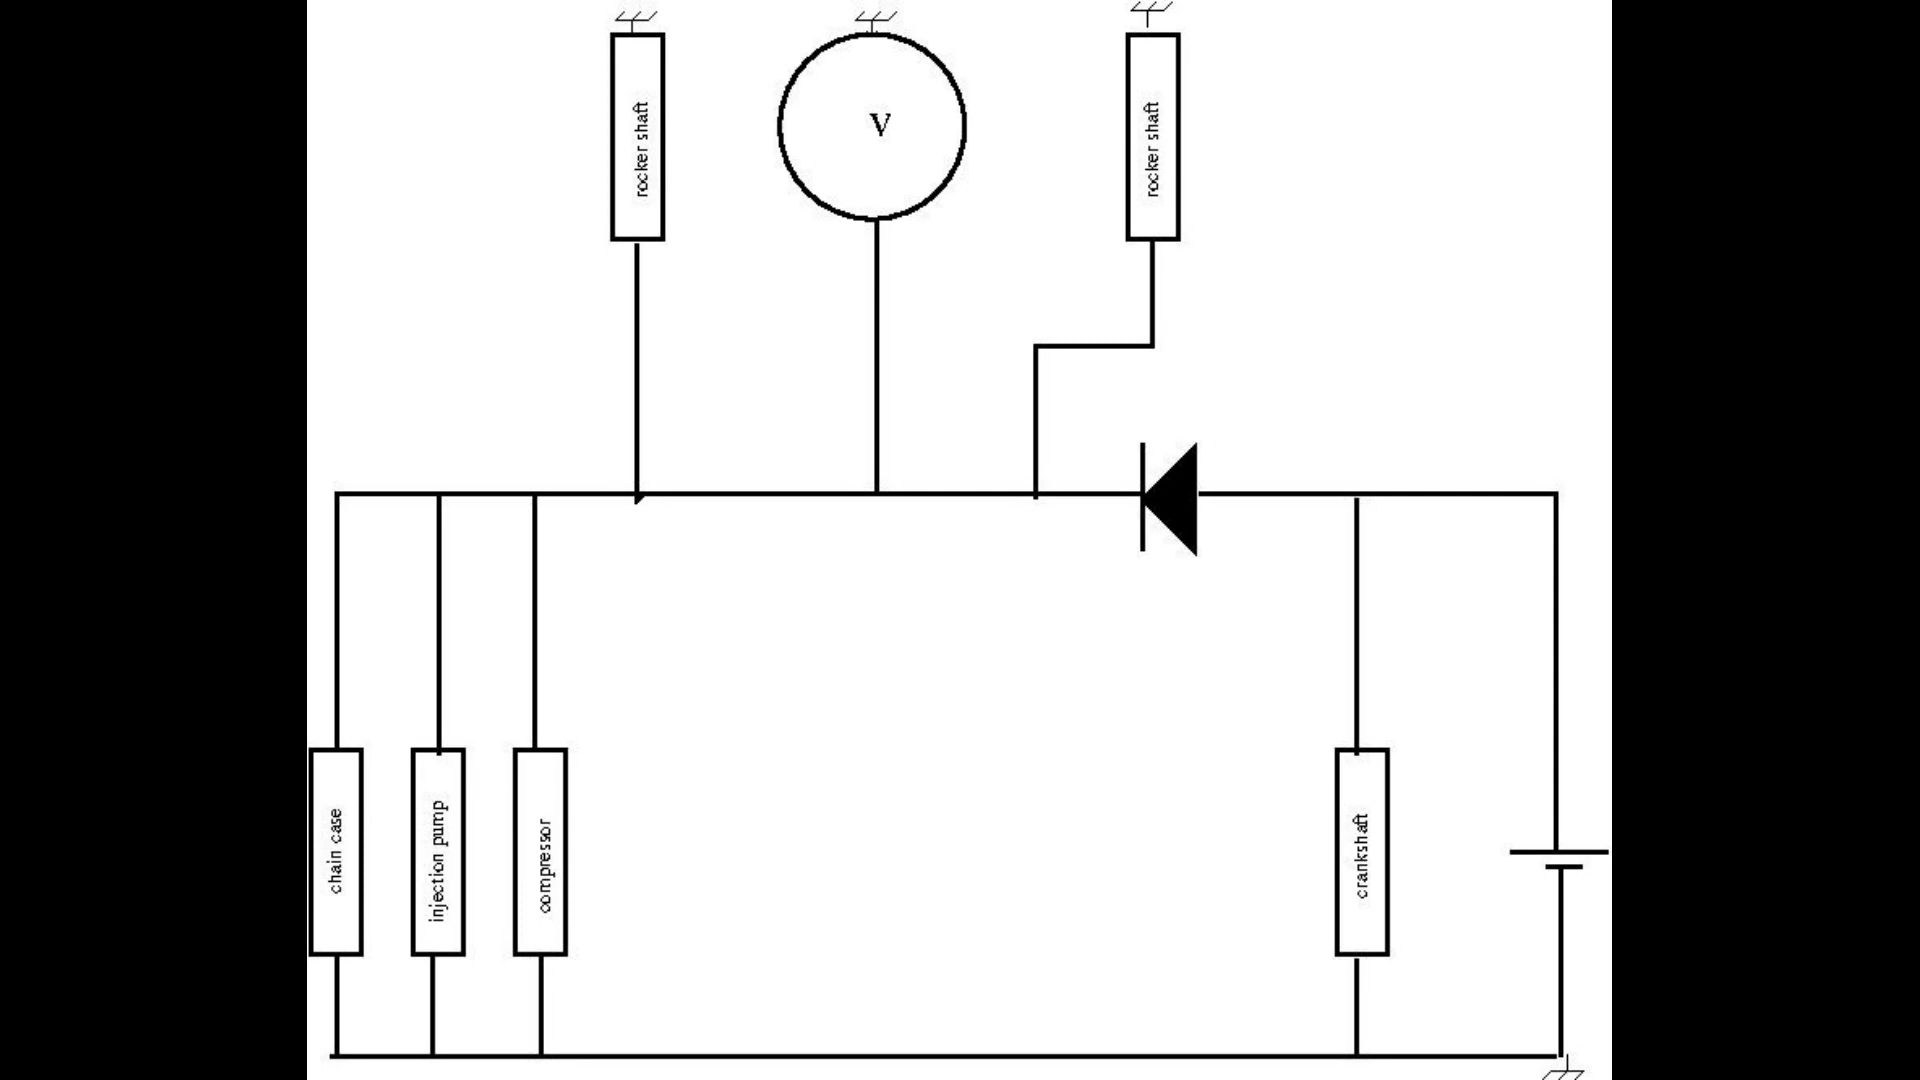 rocker shaft
V
rocker shaft
chain case
injection pump
compressor
crankshaft